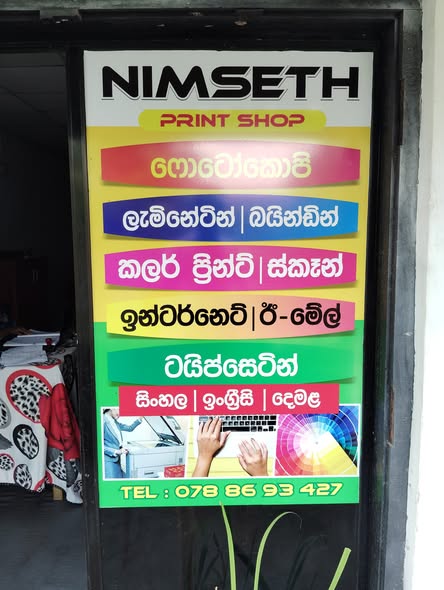 NIMSETH
PRINT SHOP
ෆොටෝකොපි
ලැමිනේටින් | බයින්ඩින්
කලර් ප්‍රින්ට් | ස්කෑන්
ඉන්ටර්නෙට් | ඊ-මේල්
ටයිප්සෙටින්
සිංහල | ඉංග්‍රීසි | දෙමළ
TEL : 078 86 93 427